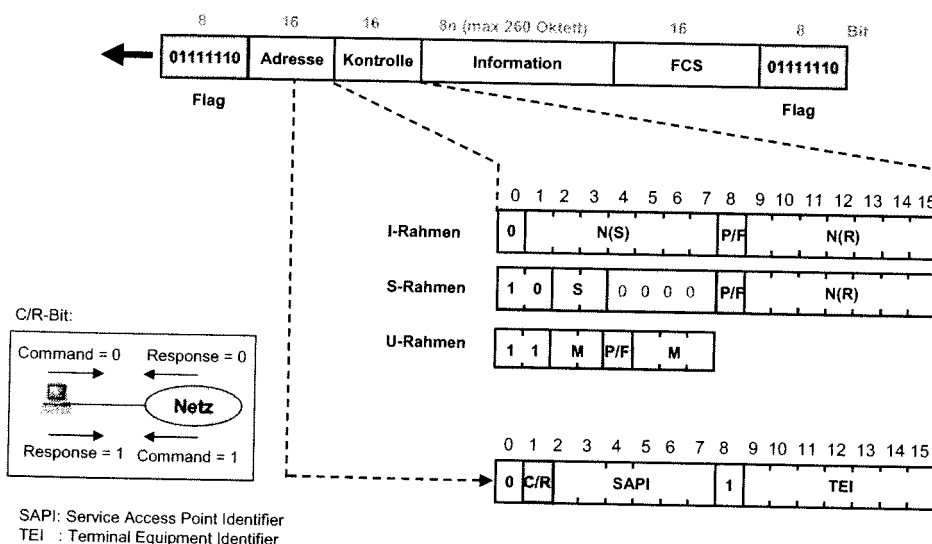 8 16 16 8n (max 260 Oktett) 16 8 Bit
01111110 Adresse Kontrolle Information FCS 01111110
Flag Flag
0 1 2 3 4 5 6 7 8 9 10 11 12 13 14 15
I-Rahmen 0 N(S) P/F N(R)
S-Rahmen 1 0 S 0 0 0 0 P/F N(R)
U-Rahmen 1 1 M P/F M
C/R-Bit:
Command = 0 Response = 0
Netz
Response = 1 Command = 1
0 1 2 3 4 5 6 7 8 9 10 11 12 13 14 15
0 C/R SAPI 1 TEI
SAPI: Service Access Point Identifier
TEI : Terminal Equipment Identifier